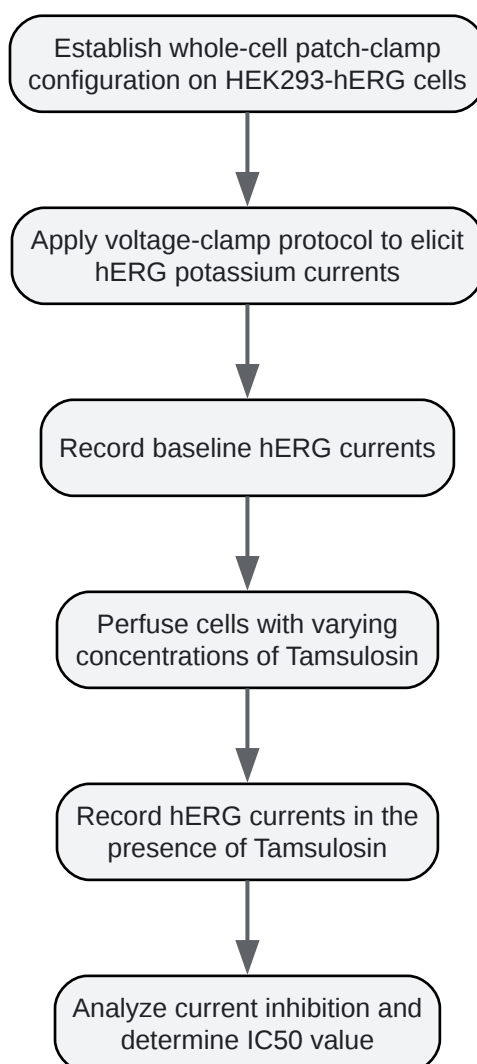 Establish whole-cell patch-clamp
configuration on HEK293-hERG cells
Apply voltage-clamp protocol to elicit
hERG potassium currents
Record baseline hERG currents
Perfuse cells with varying
concentrations of Tamsulosin
Record hERG currents in the
presence of Tamsulosin
Analyze current inhibition and
determine IC50 value